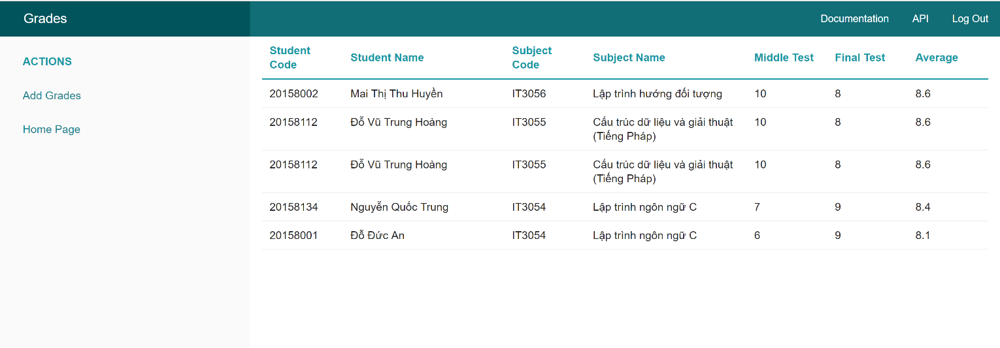 Grades
Documentation API Log Out
ACTIONS
Add Grades
Home Page
Student Code Student Name Subject Code Subject Name Middle Test Final Test Average
20158002 Mai Thị Thu Huyền IT3056 Lập trình hướng đối tượng 10 8 8.6
20158112 Đỗ Vũ Trung Hoàng IT3055 Cấu trúc dữ liệu và giải thuật (Tiếng Pháp) 10 8 8.6
20158112 Đỗ Vũ Trung Hoàng IT3055 Cấu trúc dữ liệu và giải thuật (Tiếng Pháp) 10 8 8.6
20158134 Nguyễn Quốc Trung IT3054 Lập trình ngôn ngữ C 7 9 8.4
20158001 Đỗ Đức An IT3054 Lập trình ngôn ngữ C 6 9 8.1